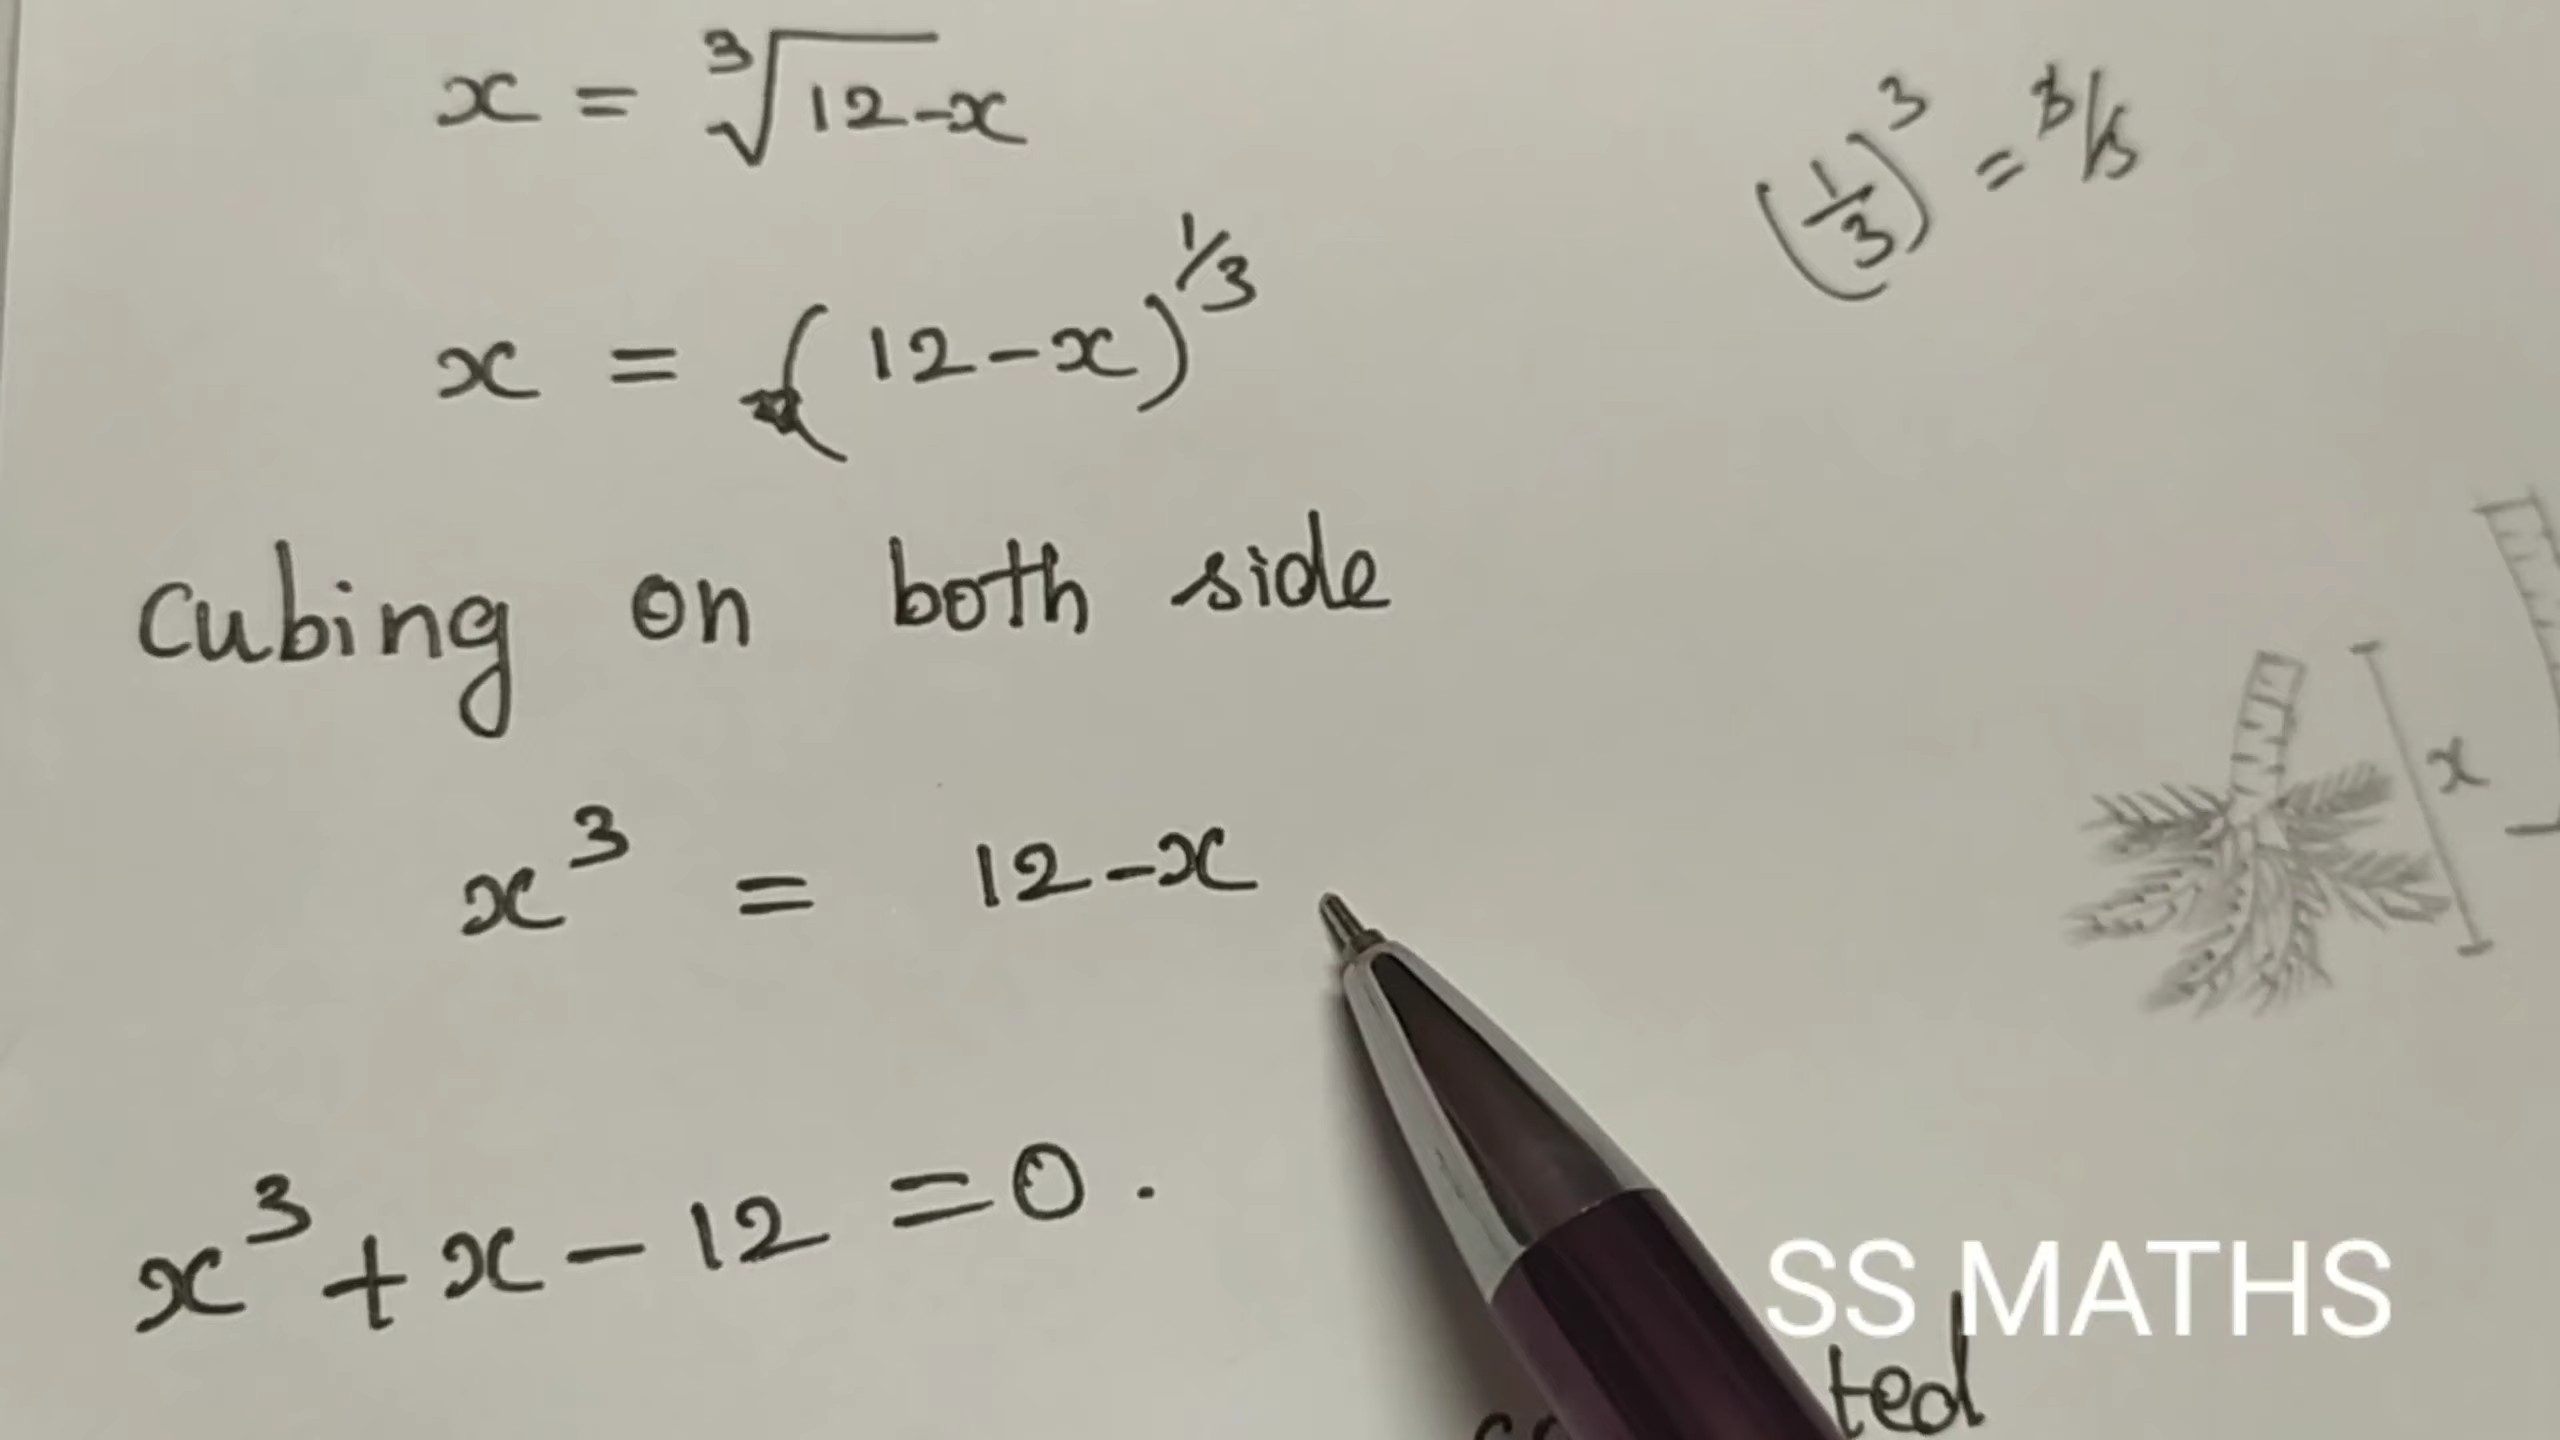 x = ∛12-x
x = (12-x)^1/3
cubing on both side
x³ = 12-x
x³ + x - 12 = 0.
(1/3)³ = 3/3
x
SS MATHS
ted